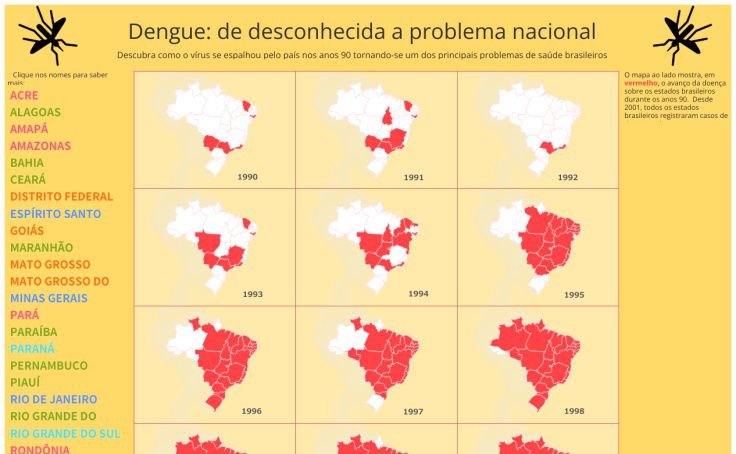 Dengue: de desconhecida a problema nacional
Descubra como o vírus se espalhou pelo país nos anos 90 tornando-se um dos principais problemas de saúde brasileiros
Clique nos nomes para saber
mais:
ACRE
ALAGOAS
AMAPÁ
AMAZONAS
BAHIA
CEARÁ
DISTRITO FEDERAL
ESPÍRITO SANTO
GOIÁS
MARANHÃO
MATO GROSSO
MATO GROSSO DO
MINAS GERAIS
PARÁ
PARAÍBA
PARANÁ
PERNAMBUCO
PIAUÍ
RIO DE JANEIRO
RIO GRANDE DO
RIO GRANDE DO SUL
RONDÔNIA
1990
1991
1992
1993
1994
1995
1996
1997
1998
O mapa ao lado mostra, em
vermelho, o avanço da doença
sobre os estados brasileiros
durante os anos 90. Desde
2001, todos os estados
brasileiros registraram casos de